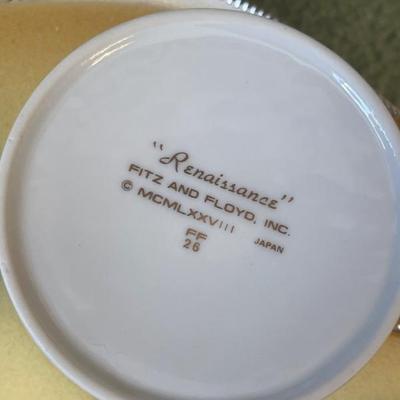 "Renaissance"
FITZ AND FLOYD, INC.
© MCMLXXVIII
FF JAPAN
26